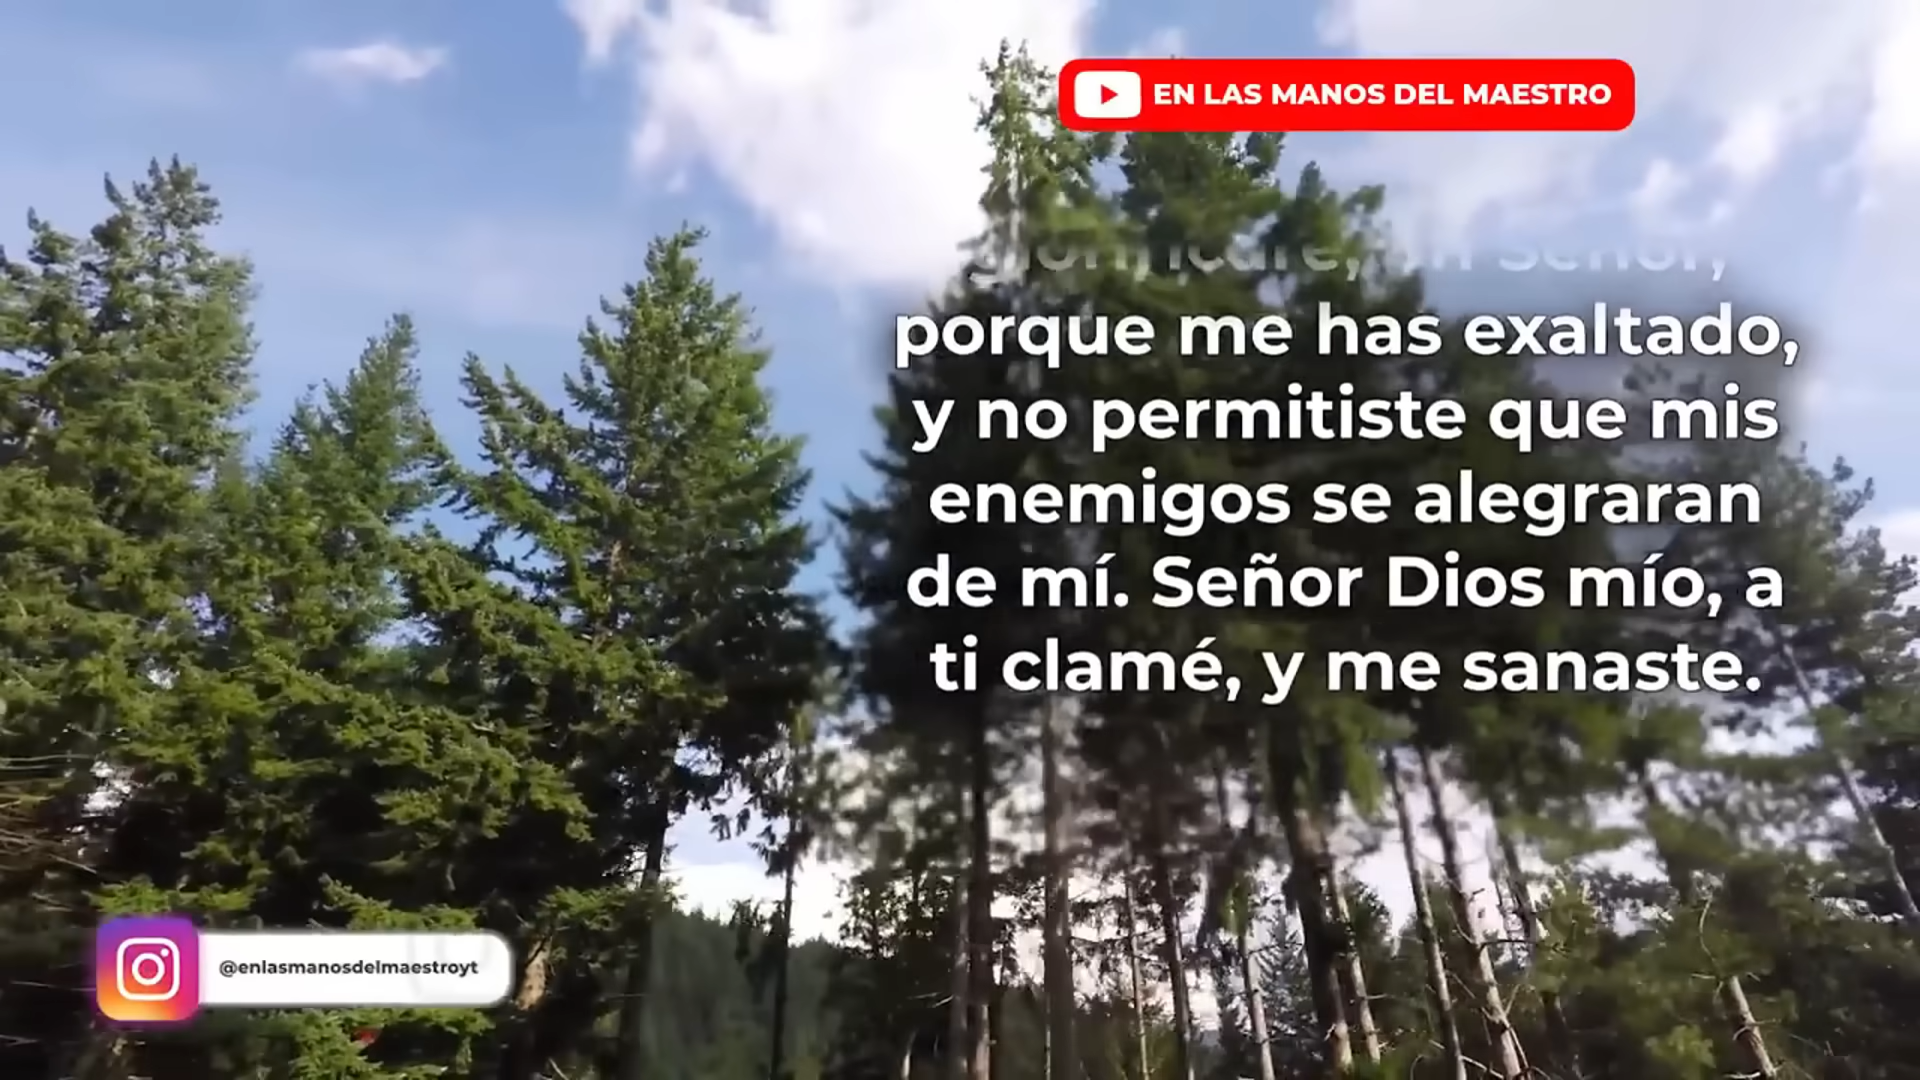 EN LAS MANOS DEL MAESTRO
Señor,
porque me has exaltado,
y no permitiste que mis
enemigos se alegraran
de mí. Señor Dios mío, a
ti clamé, y me sanaste.
@enlasmanosdelmaestroyt